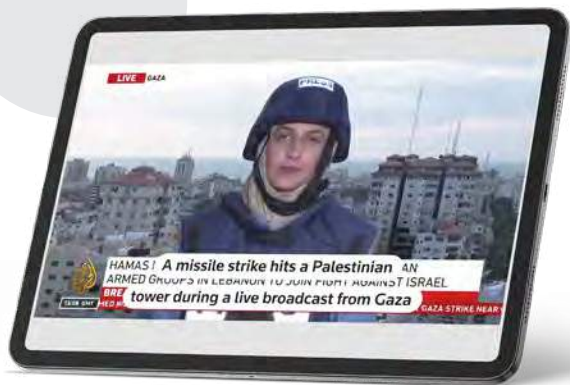 LIVE GAZA
PRESS
HAMAS A missile strike hits a Palestinian AN
ARMED GROUPS IN LEBANON TO JOIN FIGHT AGAINST ISRAEL
BRE tower during a live broadcast from Gaza
GMT GAZA STRIKE NEAR